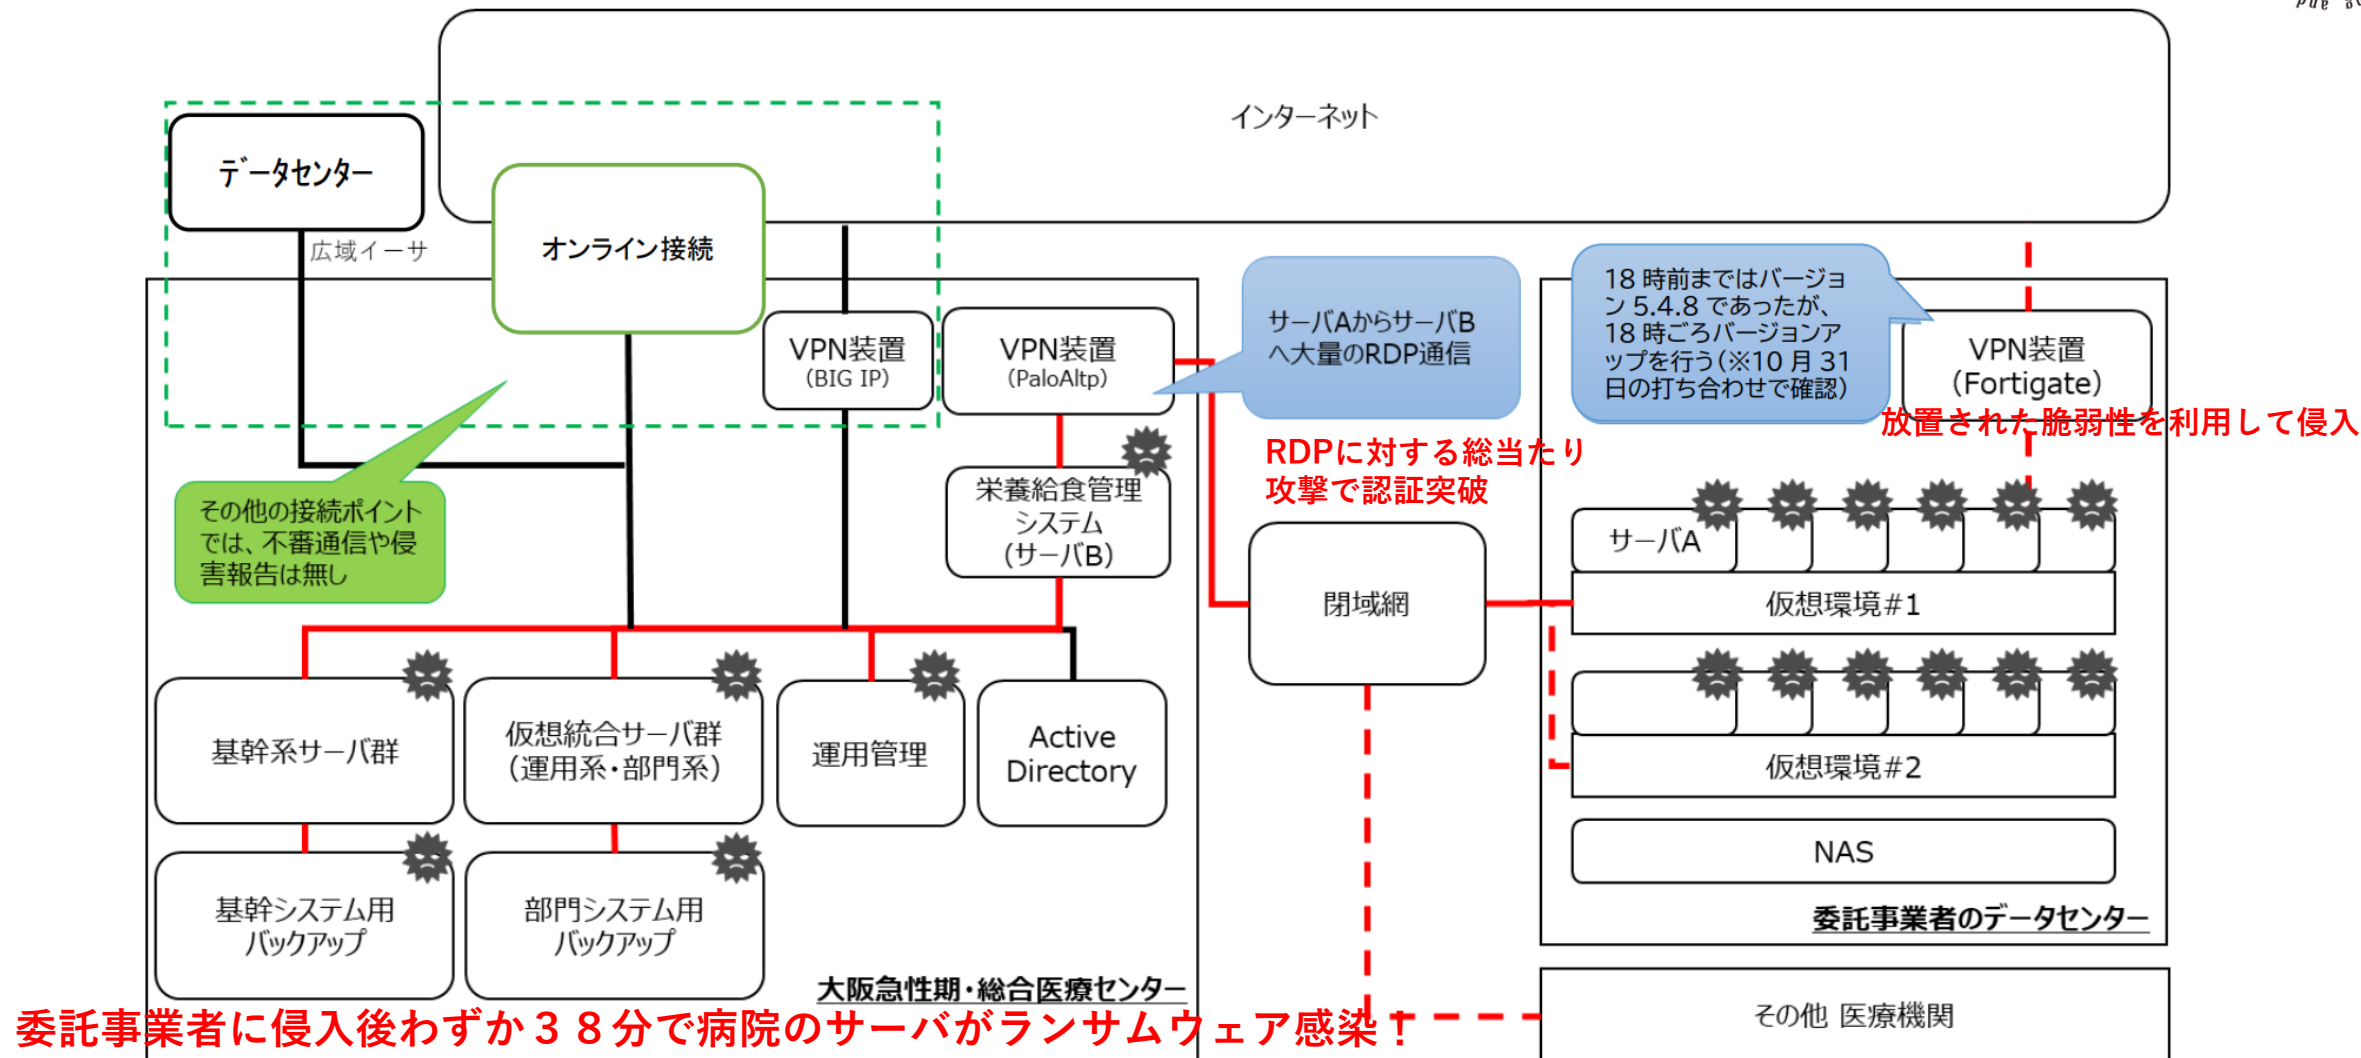 インターネット
データセンター
広域イーサ
オンライン接続
VPN装置
(BIG IP)
VPN装置
(PaloAltp)
サーバAからサーバB
へ大量のRDP通信
18 時前まではバージョ
ン 5.4.8 であったが、
18 時ごろバージョンア
ップを行う(※10 月 31
日の打ち合わせで確認)
VPN装置
(Fortigate)
放置された脆弱性を利用して侵入
RDPに対する総当たり
攻撃で認証突破
その他の接続ポイント
では、不審通信や侵
害報告は無し
栄養給食管理
システム
(サーバB)
閉域網
サーバA
仮想環境#1
仮想環境#2
NAS
委託事業者のデータセンター
基幹系サーバ群
仮想統合サーバ群
(運用系・部門系)
運用管理
Active
Directory
基幹システム用
バックアップ
部門システム用
バックアップ
大阪急性期・総合医療センター
その他 医療機関
委託事業者に侵入後わずか３８分で病院のサーバがランサムウェア感染！